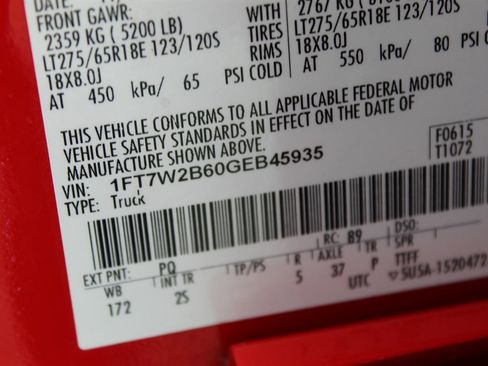 DATE:
FRONT GAWR: WITH
2359 KG (5200 LB) TIRES LT275/65R18E 123/120S
LT275/65R18E 123/120S RIMS 18X8.0J
18X8.0J AT 550 kPa/ 80 PSI COLD
AT 450 kPa/ 65 PSI COLD
THIS VEHICLE CONFORMS TO ALL APPLICABLE FEDERAL MOTOR
VEHICLE SAFETY STANDARDS IN EFFECT ON THE DATE OF
MANUFACTURE SHOWN ABOVE.
VIN: 1FT7W2B60GEB45935 F0615
TYPE: Truck T1072
RC: 89 DSO:
EXT PNT: PQ
WB INT TR TP/PS R AXLE TR SPR
172 2S 5 37 P TTFF
UTC ▽5U5A-1520472